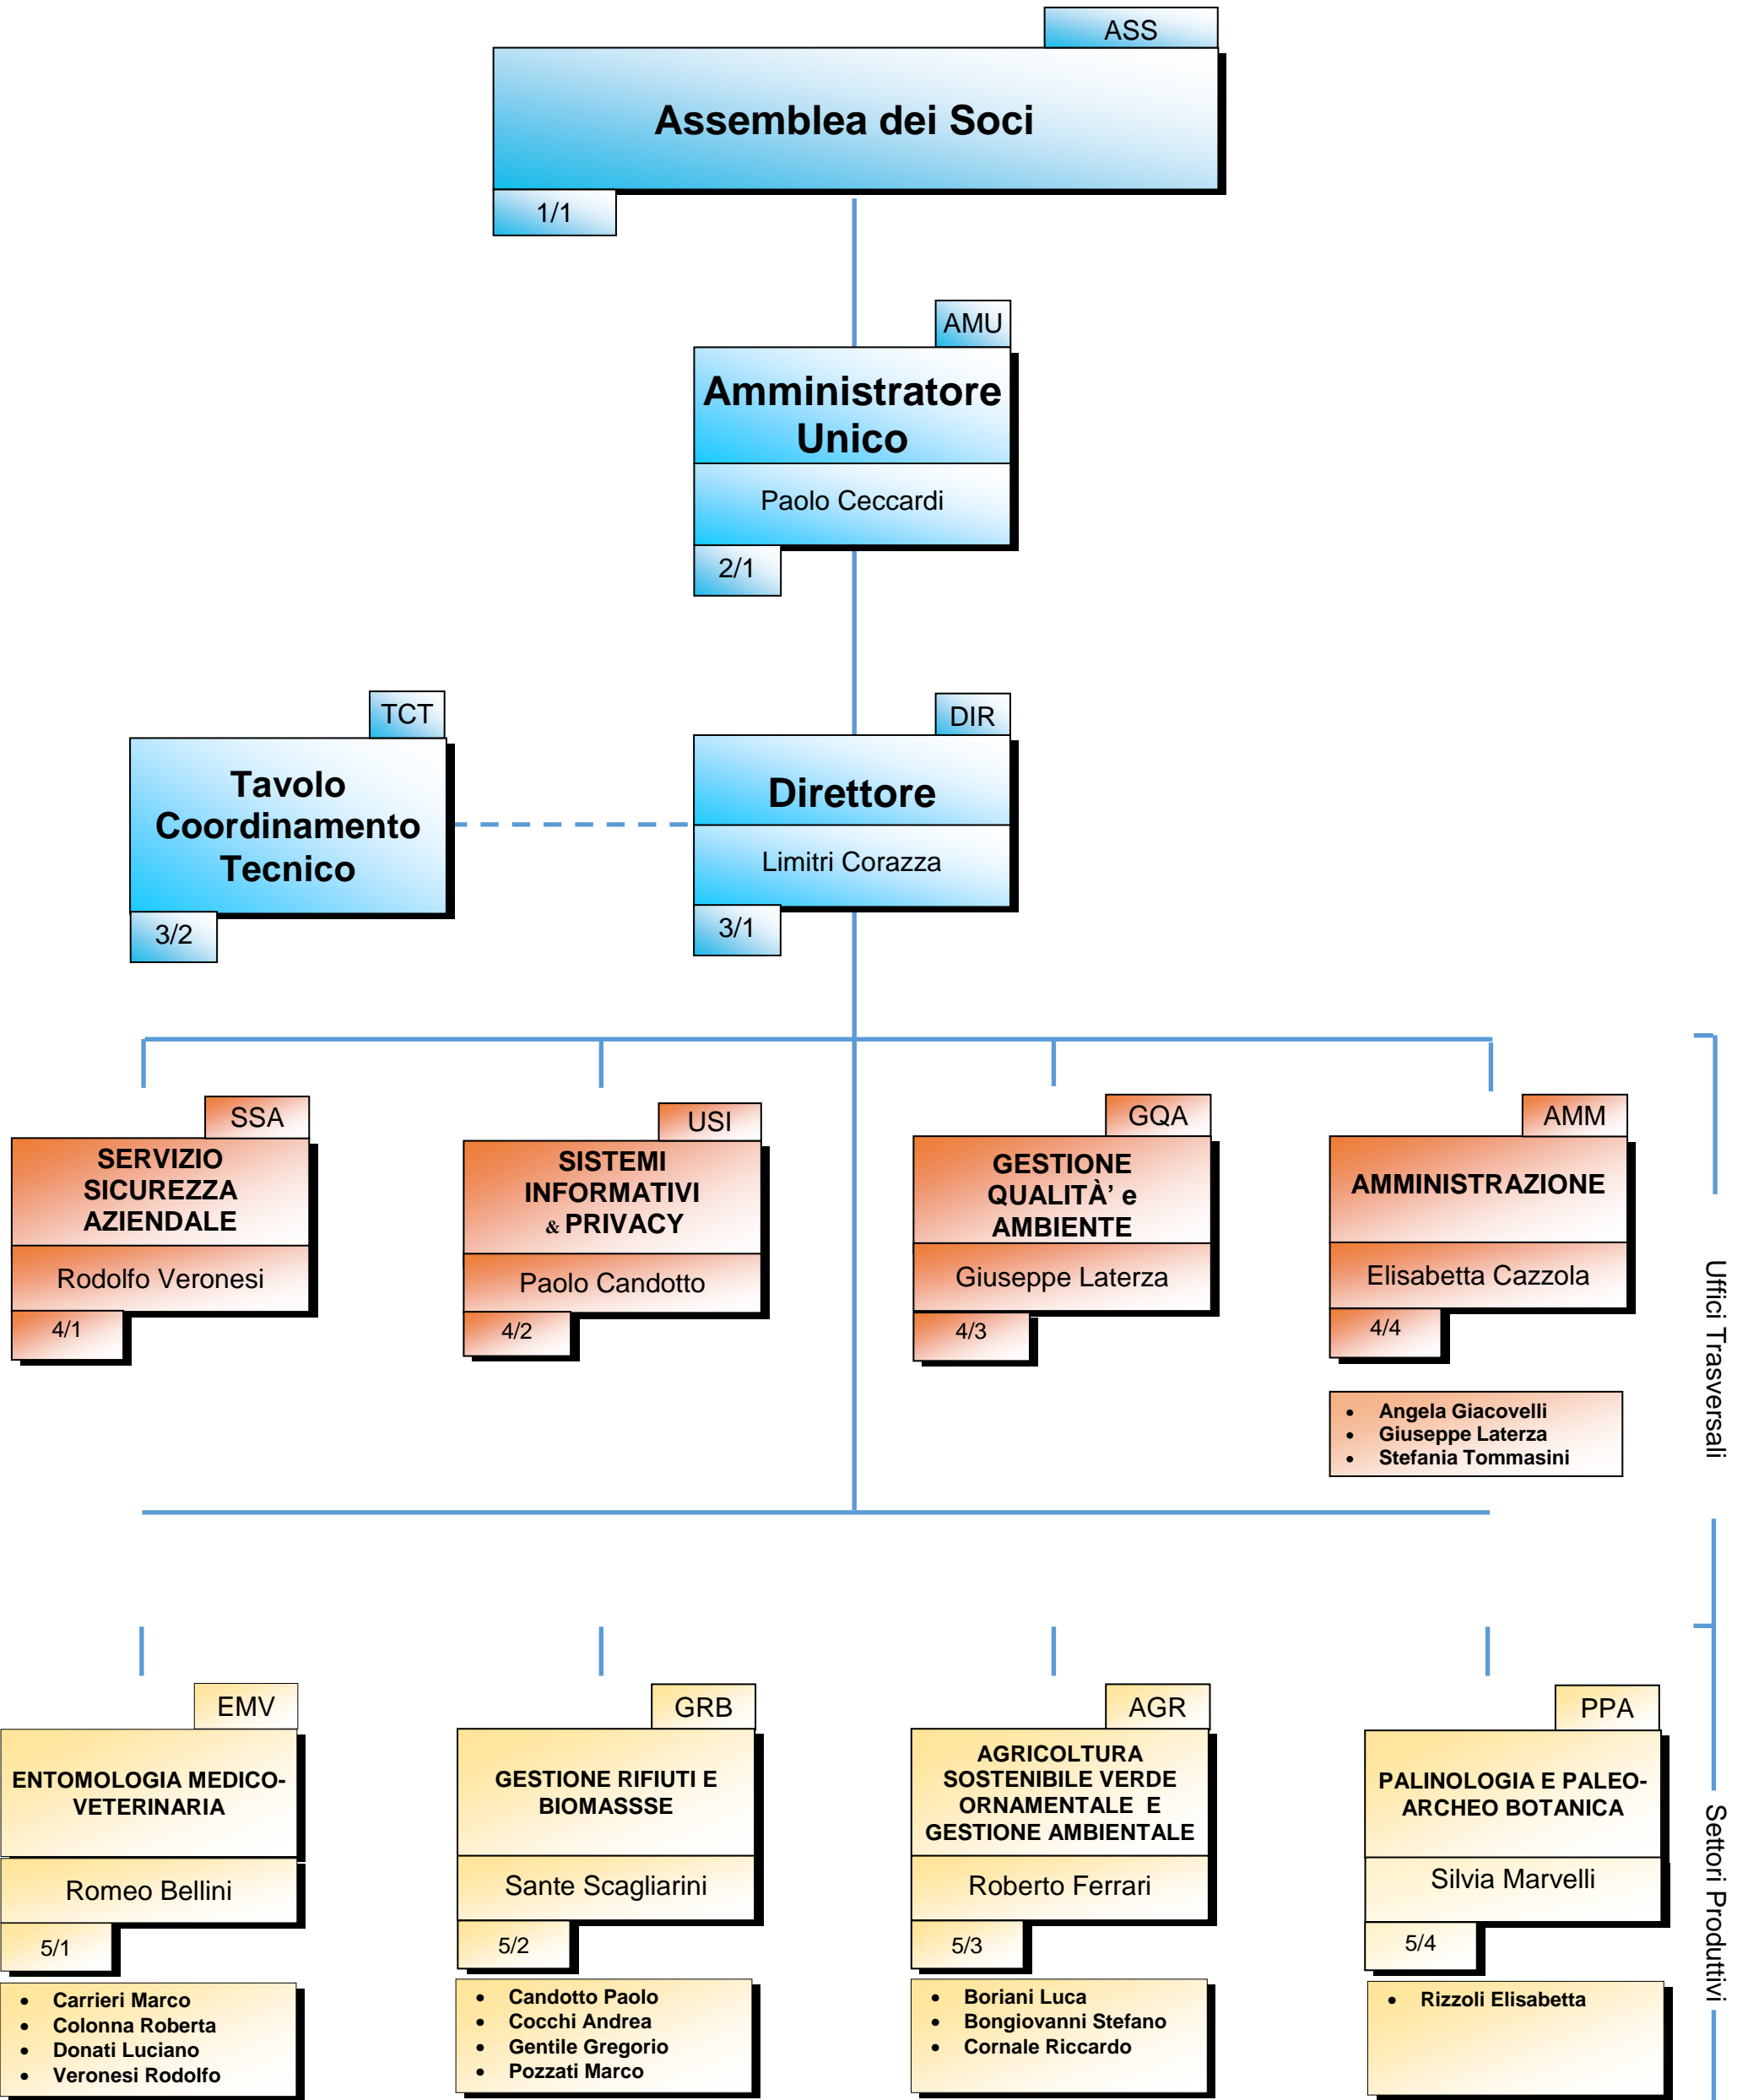 ASS
Assemblea dei Soci
1/1
AMU
Amministratore
Unico
Paolo Ceccardi
2/1
TCT
Tavolo
Coordinamento
Tecnico
3/2
DIR
Direttore
Limitri Corazza
3/1
SSA
SERVIZIO
SICUREZZA
AZIENDALE
Rodolfo Veronesi
4/1
USI
SISTEMI
INFORMATIVI
& PRIVACY
Paolo Candotto
4/2
GQA
GESTIONE
QUALITÀ’ e
AMBIENTE
Giuseppe Laterza
4/3
AMM
AMMINISTRAZIONE
Elisabetta Cazzola
4/4
• Angela Giacovelli
• Giuseppe Laterza
• Stefania Tommasini
Uffici Trasversali
EMV
ENTOMOLOGIA MEDICO-
VETERINARIA
Romeo Bellini
5/1
• Carrieri Marco
• Colonna Roberta
• Donati Luciano
• Veronesi Rodolfo
GRB
GESTIONE RIFIUTI E
BIOMASSSE
Sante Scagliarini
5/2
• Candotto Paolo
• Cocchi Andrea
• Gentile Gregorio
• Pozzati Marco
AGR
AGRICOLTURA
SOSTENIBILE VERDE
ORNAMENTALE E
GESTIONE AMBIENTALE
Roberto Ferrari
5/3
• Boriani Luca
• Bongiovanni Stefano
• Cornale Riccardo
PPA
PALINOLOGIA E PALEO-
ARCHEO BOTANICA
Silvia Marvelli
5/4
• Rizzoli Elisabetta
Settori Produttivi